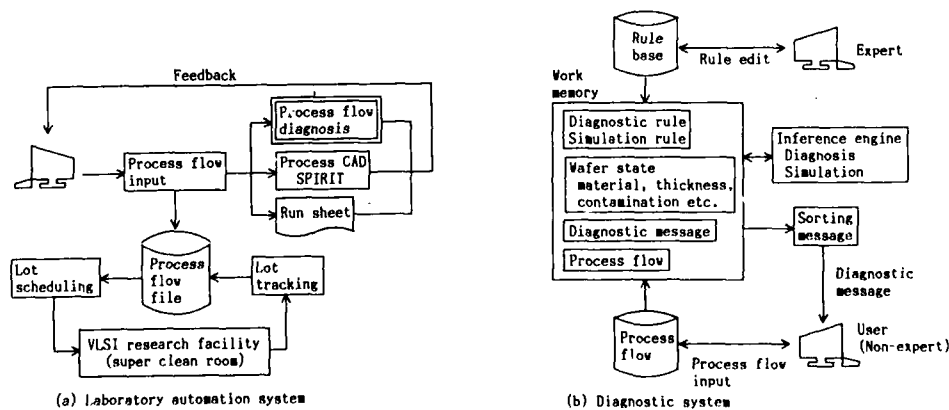 Feedback
Process flow
diagnosis
Process flow
input
Process CAD
SPIRIT
Run sheet
Process
flow
file
Lot
scheduling
Lot
tracking
VLSI research facility
(super clean room)
(a) Laboratory automation system
Rule
base
Rule edit
Expert
Work
memory
Diagnostic rule
Simulation rule
Wafer state
material, thickness,
contamination etc.
Diagnostic message
Process flow
Inference engine
Diagnosis
Simulation
Sorting
message
Diagnostic
message
Process
flow
Process flow
input
User
(Non-expert)
(b) Diagnostic system